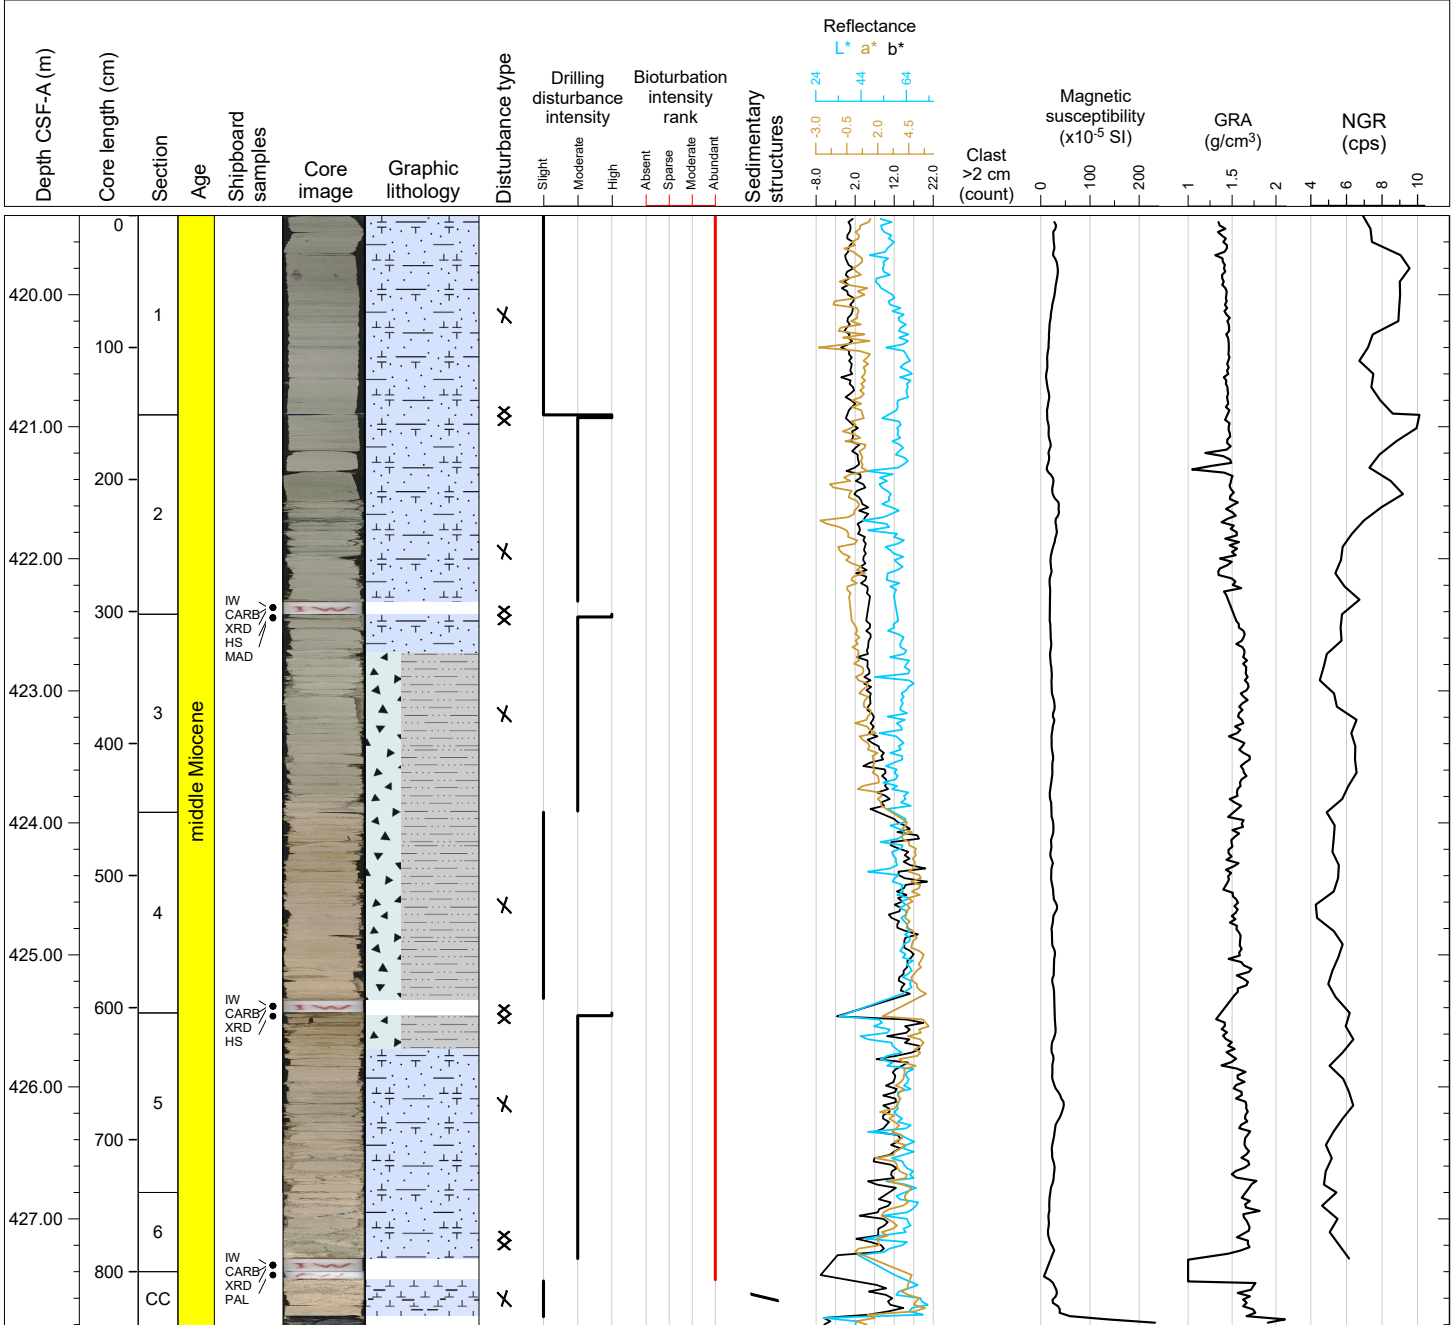 Depth CSF-A (m)
Core length (cm)
Section
Age
Shipboard
samples
Core
image
Graphic
lithology
Disturbance type
Drilling
disturbance
intensity
Slight
Moderate
High
Bioturbation
intensity
rank
Absent
Sparse
Moderate
Abundant
Sedimentary
structures
Reflectance
L* a* b*
24 44 64
-3.0 -0.5 2.0 4.5
-8.0 2.0 12.0 22.0
Clast
>2 cm
(count)
Magnetic
susceptibility
(x10-5 SI)
0 100 200
GRA
(g/cm3)
1 1.5 2
NGR
(cps)
4 6 8 10
0
420.00
1
100
421.00
200
2
422.00
IW
300
CARB
XRD
HS
MAD
423.00
3
middle Miocene
400
424.00
500
4
425.00
IW
600
CARB
XRD
HS
426.00
5
700
427.00
6
IW
800
CARB
XRD
PAL
CC
IW
IW
IW